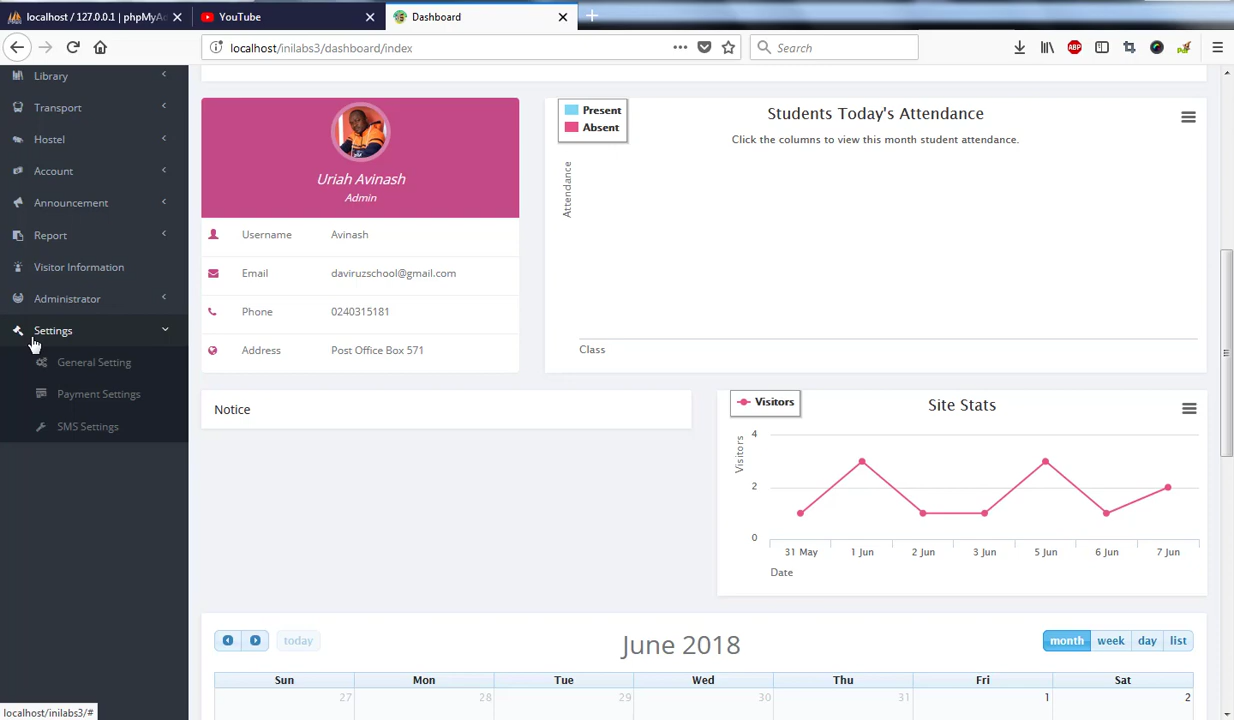 localhost / 127.0.0.1 | phpMyAd
YouTube
Dashboard
localhost/inilabs3/dashboard/index
Search
ABP
Library
Transport
Hostel
Account
Announcement
Report
Visitor Information
Administrator
Settings
General Setting
Payment Settings
SMS Settings
Uriah Avinash
Admin
Username Avinash
Email daviruzschool@gmail.com
Phone 0240315181
Address Post Office Box 571
Present
Absent
Students Today's Attendance
Click the columns to view this month student attendance.
Attendance
Class
Notice
Visitors
Site Stats
Visitors
4
2
0
31 May 1 Jun 2 Jun 3 Jun 5 Jun 6 Jun 7 Jun
Date
today
June 2018
month week day list
Sun Mon Tue Wed Thu Fri Sat
27 28 29 30 31 1 2
localhost/inilabs3/#